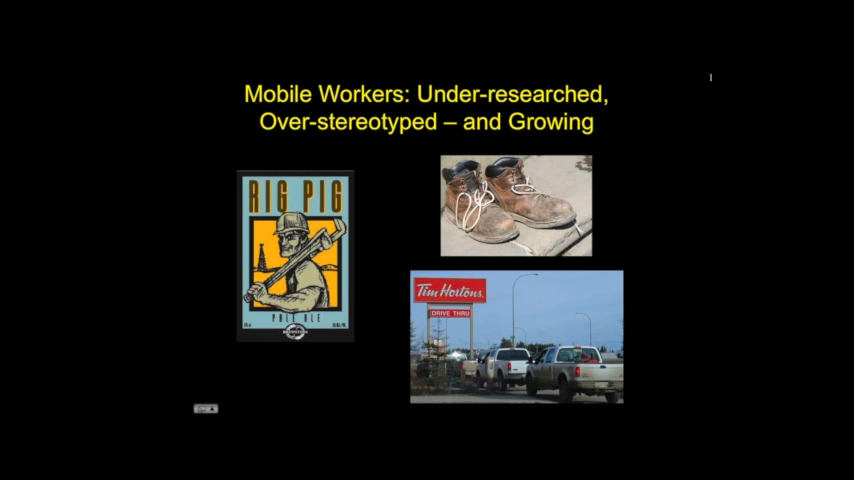 Mobile Workers: Under-researched,
Over-stereotyped – and Growing
RIG PIG
PALE ALE
Tim Hortons.
DRIVE THRU